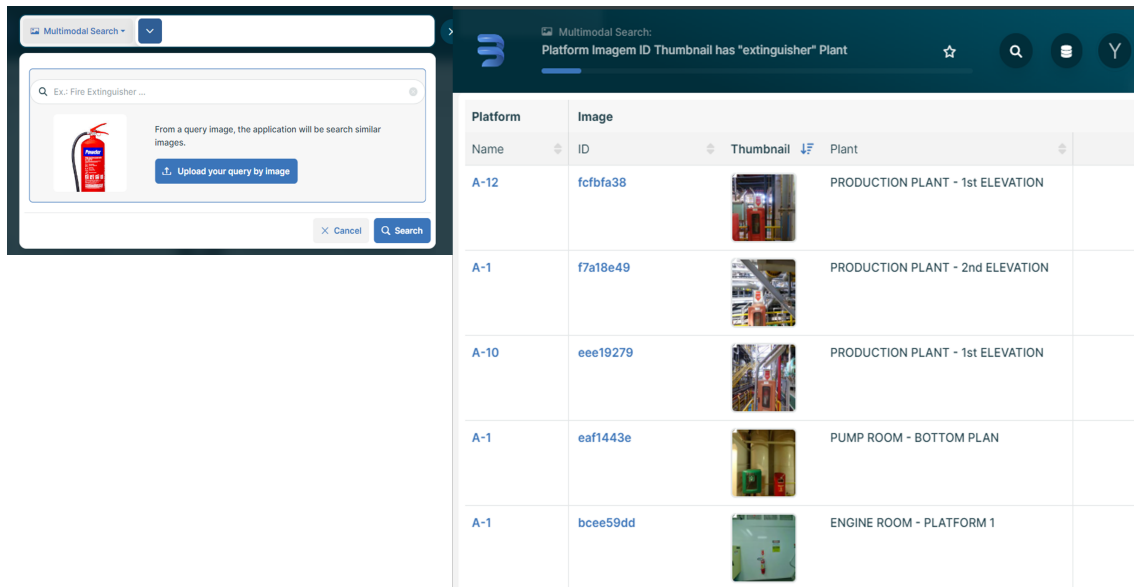 Multimodal Search
Ex.: Fire Extinguisher ...
Powder
From a query image, the application will be search similar
images.
Upload your query by image
Cancel
Search
Multimodal Search:
Platform Imagem ID Thumbnail has "extinguisher" Plant
Y
Platform Image
Name ID Thumbnail Plant
A-12 fcfbfa38 PRODUCTION PLANT - 1st ELEVATION
A-1 f7a18e49 PRODUCTION PLANT - 2nd ELEVATION
A-10 eee19279 PRODUCTION PLANT - 1st ELEVATION
A-1 eaf1443e PUMP ROOM - BOTTOM PLAN
A-1 bcee59dd ENGINE ROOM - PLATFORM 1